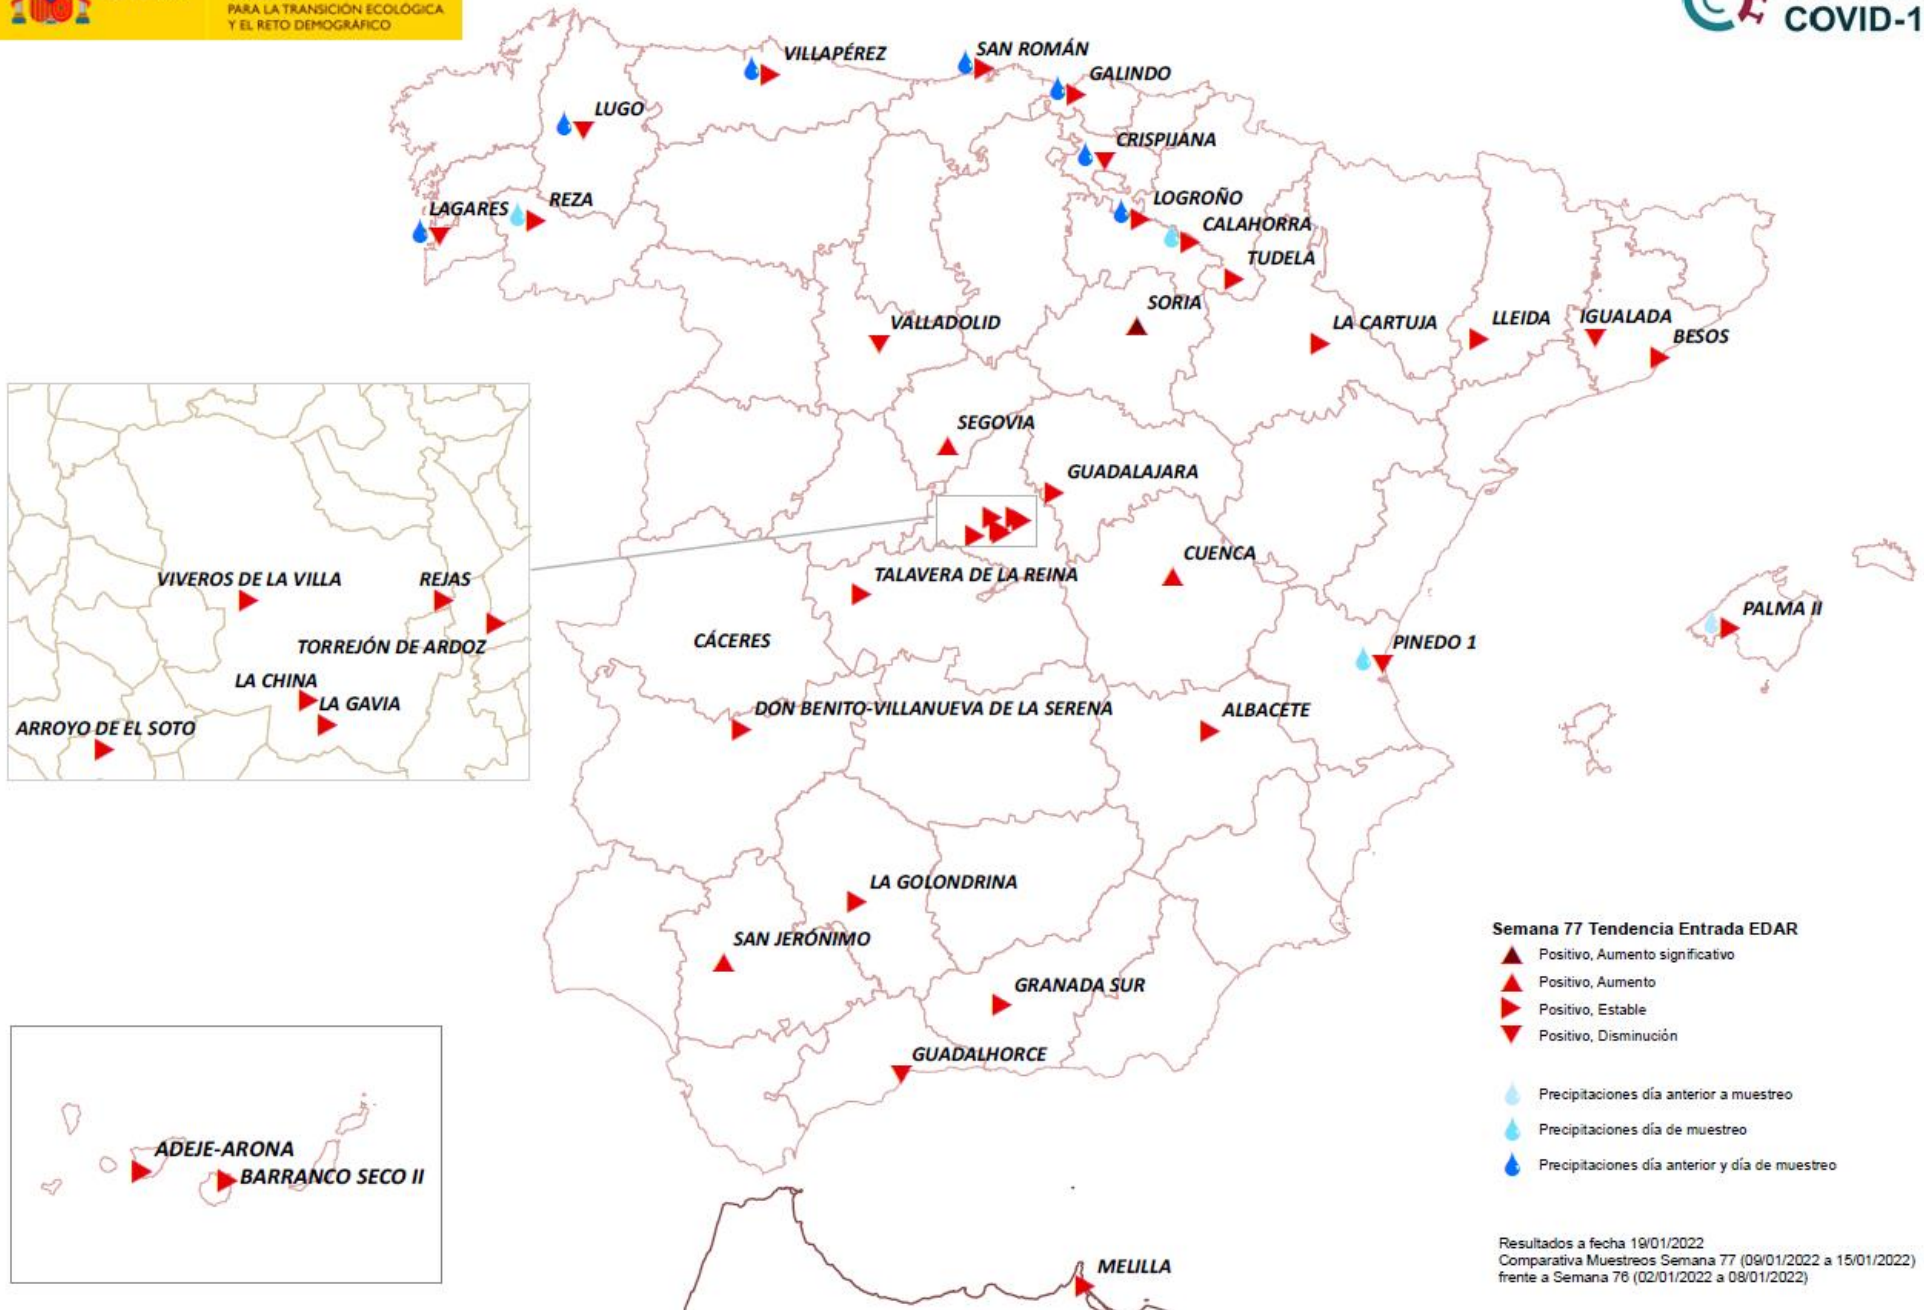 PARA LA TRANSICIÓN ECOLÓGICA
Y EL RETO DEMOGRÁFICO
COVID-1
VILLAPÉREZ
SAN ROMÁN
GALINDO
LUGO
CRISPIJANA
LAGARES
REZA
LOGROÑO
CALAHORRA
TUDELA
SORIA
VALLADOLID
LA CARTUJA
LLEIDA
IGUALADA
BESOS
SEGOVIA
GUADALAJARA
CUENCA
TALAVERA DE LA REINA
VIVEROS DE LA VILLA
REJAS
TORREJÓN DE ARDOZ
LA CHINA
LA GAVIA
ARROYO DE EL SOTO
CÁCERES
PALMA II
PINEDO 1
DON BENITO-VILLANUEVA DE LA SERENA
ALBACETE
LA GOLONDRINA
SAN JERÓNIMO
GRANADA SUR
GUADALHORCE
ADEJE-ARONA
BARRANCO SECO II
MELILLA
Semana 77 Tendencia Entrada EDAR
Positivo, Aumento significativo
Positivo, Aumento
Positivo, Estable
Positivo, Disminución
Precipitaciones día anterior a muestreo
Precipitaciones día de muestreo
Precipitaciones día anterior y día de muestreo
Resultados a fecha 19/01/2022
Comparativa Muestreos Semana 77 (09/01/2022 a 15/01/2022)
frente a Semana 76 (02/01/2022 a 08/01/2022)